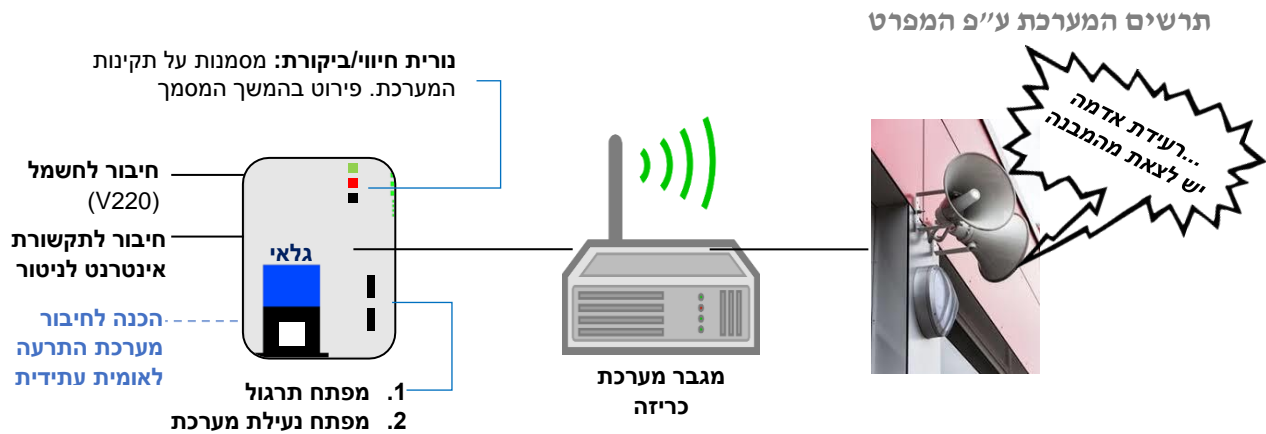 תרשים המערכת ע״פ המפרט
נורית חיווי/ביקורת: מסמנות על תקינות
המערכת. פירוט בהמשך המסמך
רעידת אדמה...
יש לצאת מהמבנה
חיבור לחשמל
(V220)
חיבור לתקשורת
אינטרנט לניטור
הכנה לחיבור
מערכת התרעה
לאומית עתידית
גלאי
1. מפתח תרגול
2. מפתח נעילת מערכת
מגבר מערכת
כריזה